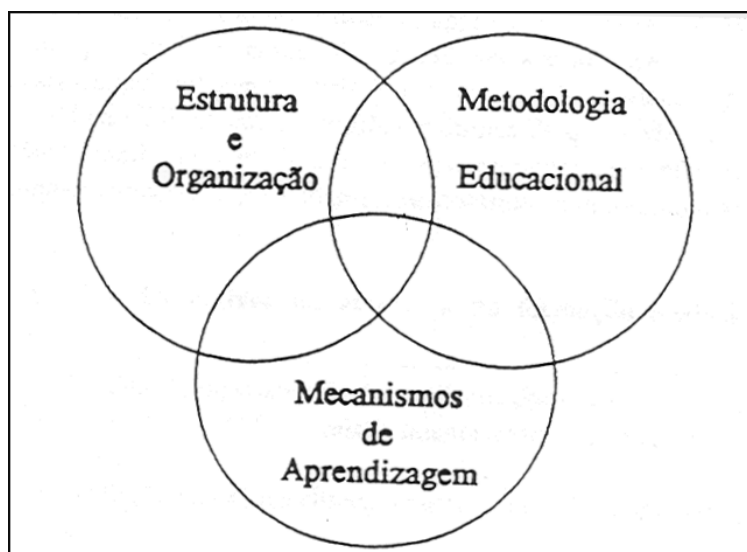 Estrutura
e
Organização
Metodologia
Educacional
Mecanismos
de
Aprendizagem